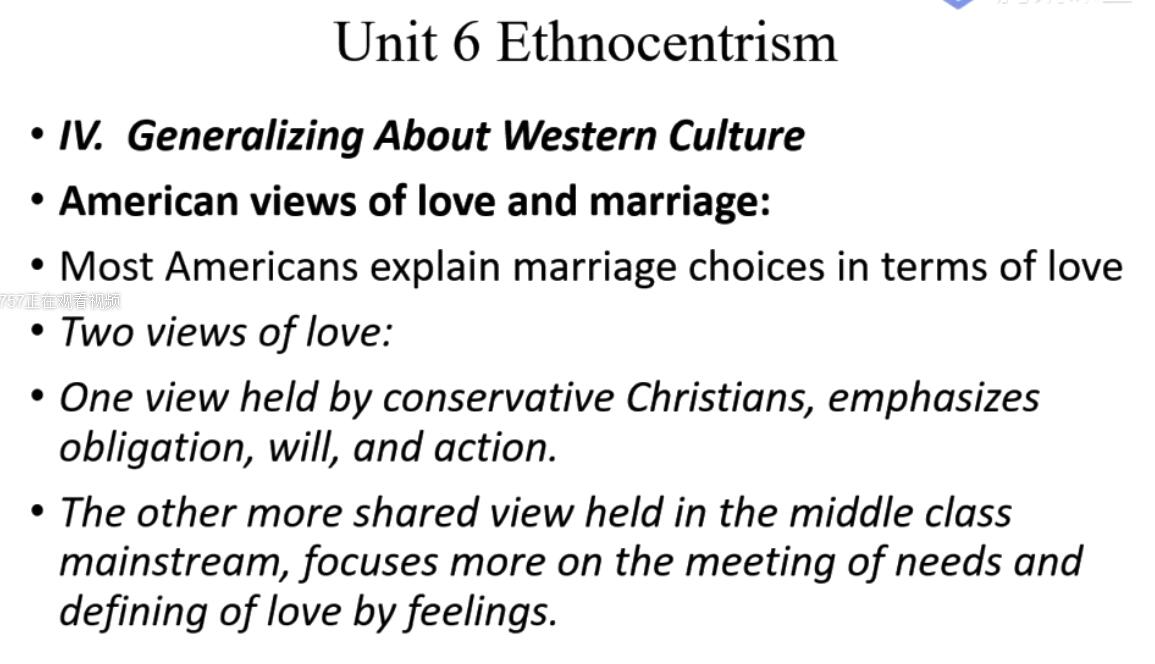 Unit 6 Ethnocentrism
• IV. Generalizing About Western Culture
• American views of love and marriage:
• Most Americans explain marriage choices in terms of love
757正在观看视频
• Two views of love:
• One view held by conservative Christians, emphasizes
obligation, will, and action.
• The other more shared view held in the middle class
mainstream, focuses more on the meeting of needs and
defining of love by feelings.